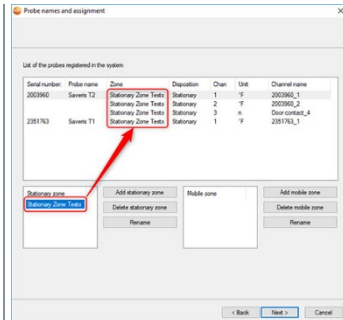 Probe names and assignment
List of the probes registered in the system
Serial number: Probe name Zone Disposition Chan Unit Channel name
2003960 Saveris T2 Stationary Zone Tests Stationary 1 °F 2003960_1
Stationary Zone Tests Stationary 2 °F 2003960_2
Stationary Zone Tests Stationary 3 n Door contact_4
2351763 Saveris T1 Stationary Zone Tests Stationary 1 °F 2351763_1
Stationary zone
Stationary Zone Tests
Add stationary zone
Delete stationary zone
Rename
Mobile zone
Add mobile zone
Delete mobile zone
Rename
< Back Next > Cancel